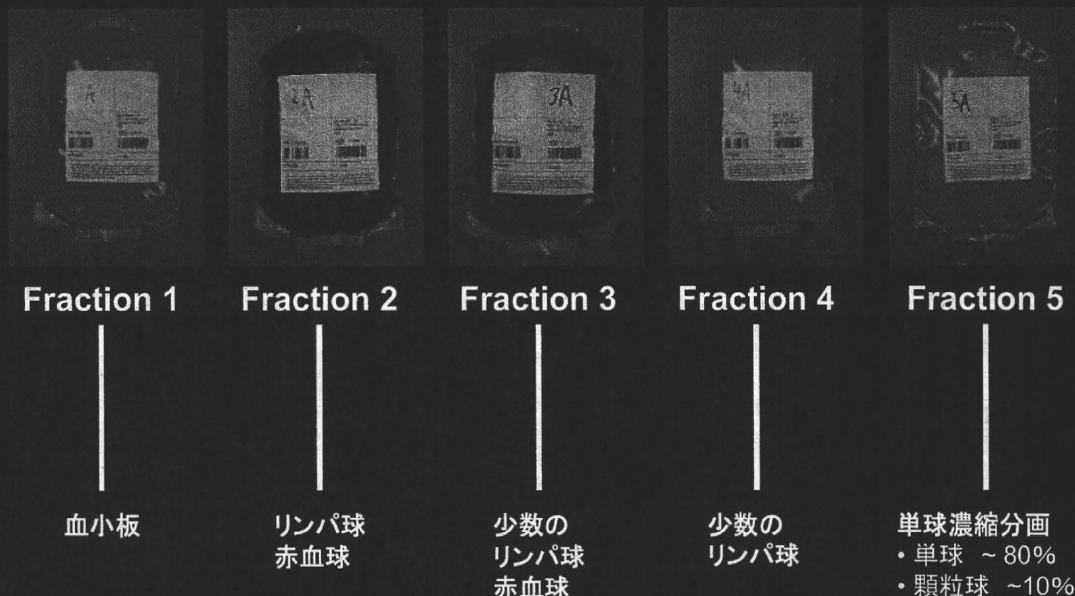 1A
2A
3A
4A
5A
Fraction 1
Fraction 2
Fraction 3
Fraction 4
Fraction 5
血小板
リンパ球
赤血球
少数の
リンパ球
赤血球
少数の
リンパ球
単球濃縮分画
・単球 ~ 80%
・顆粒球 ~10%